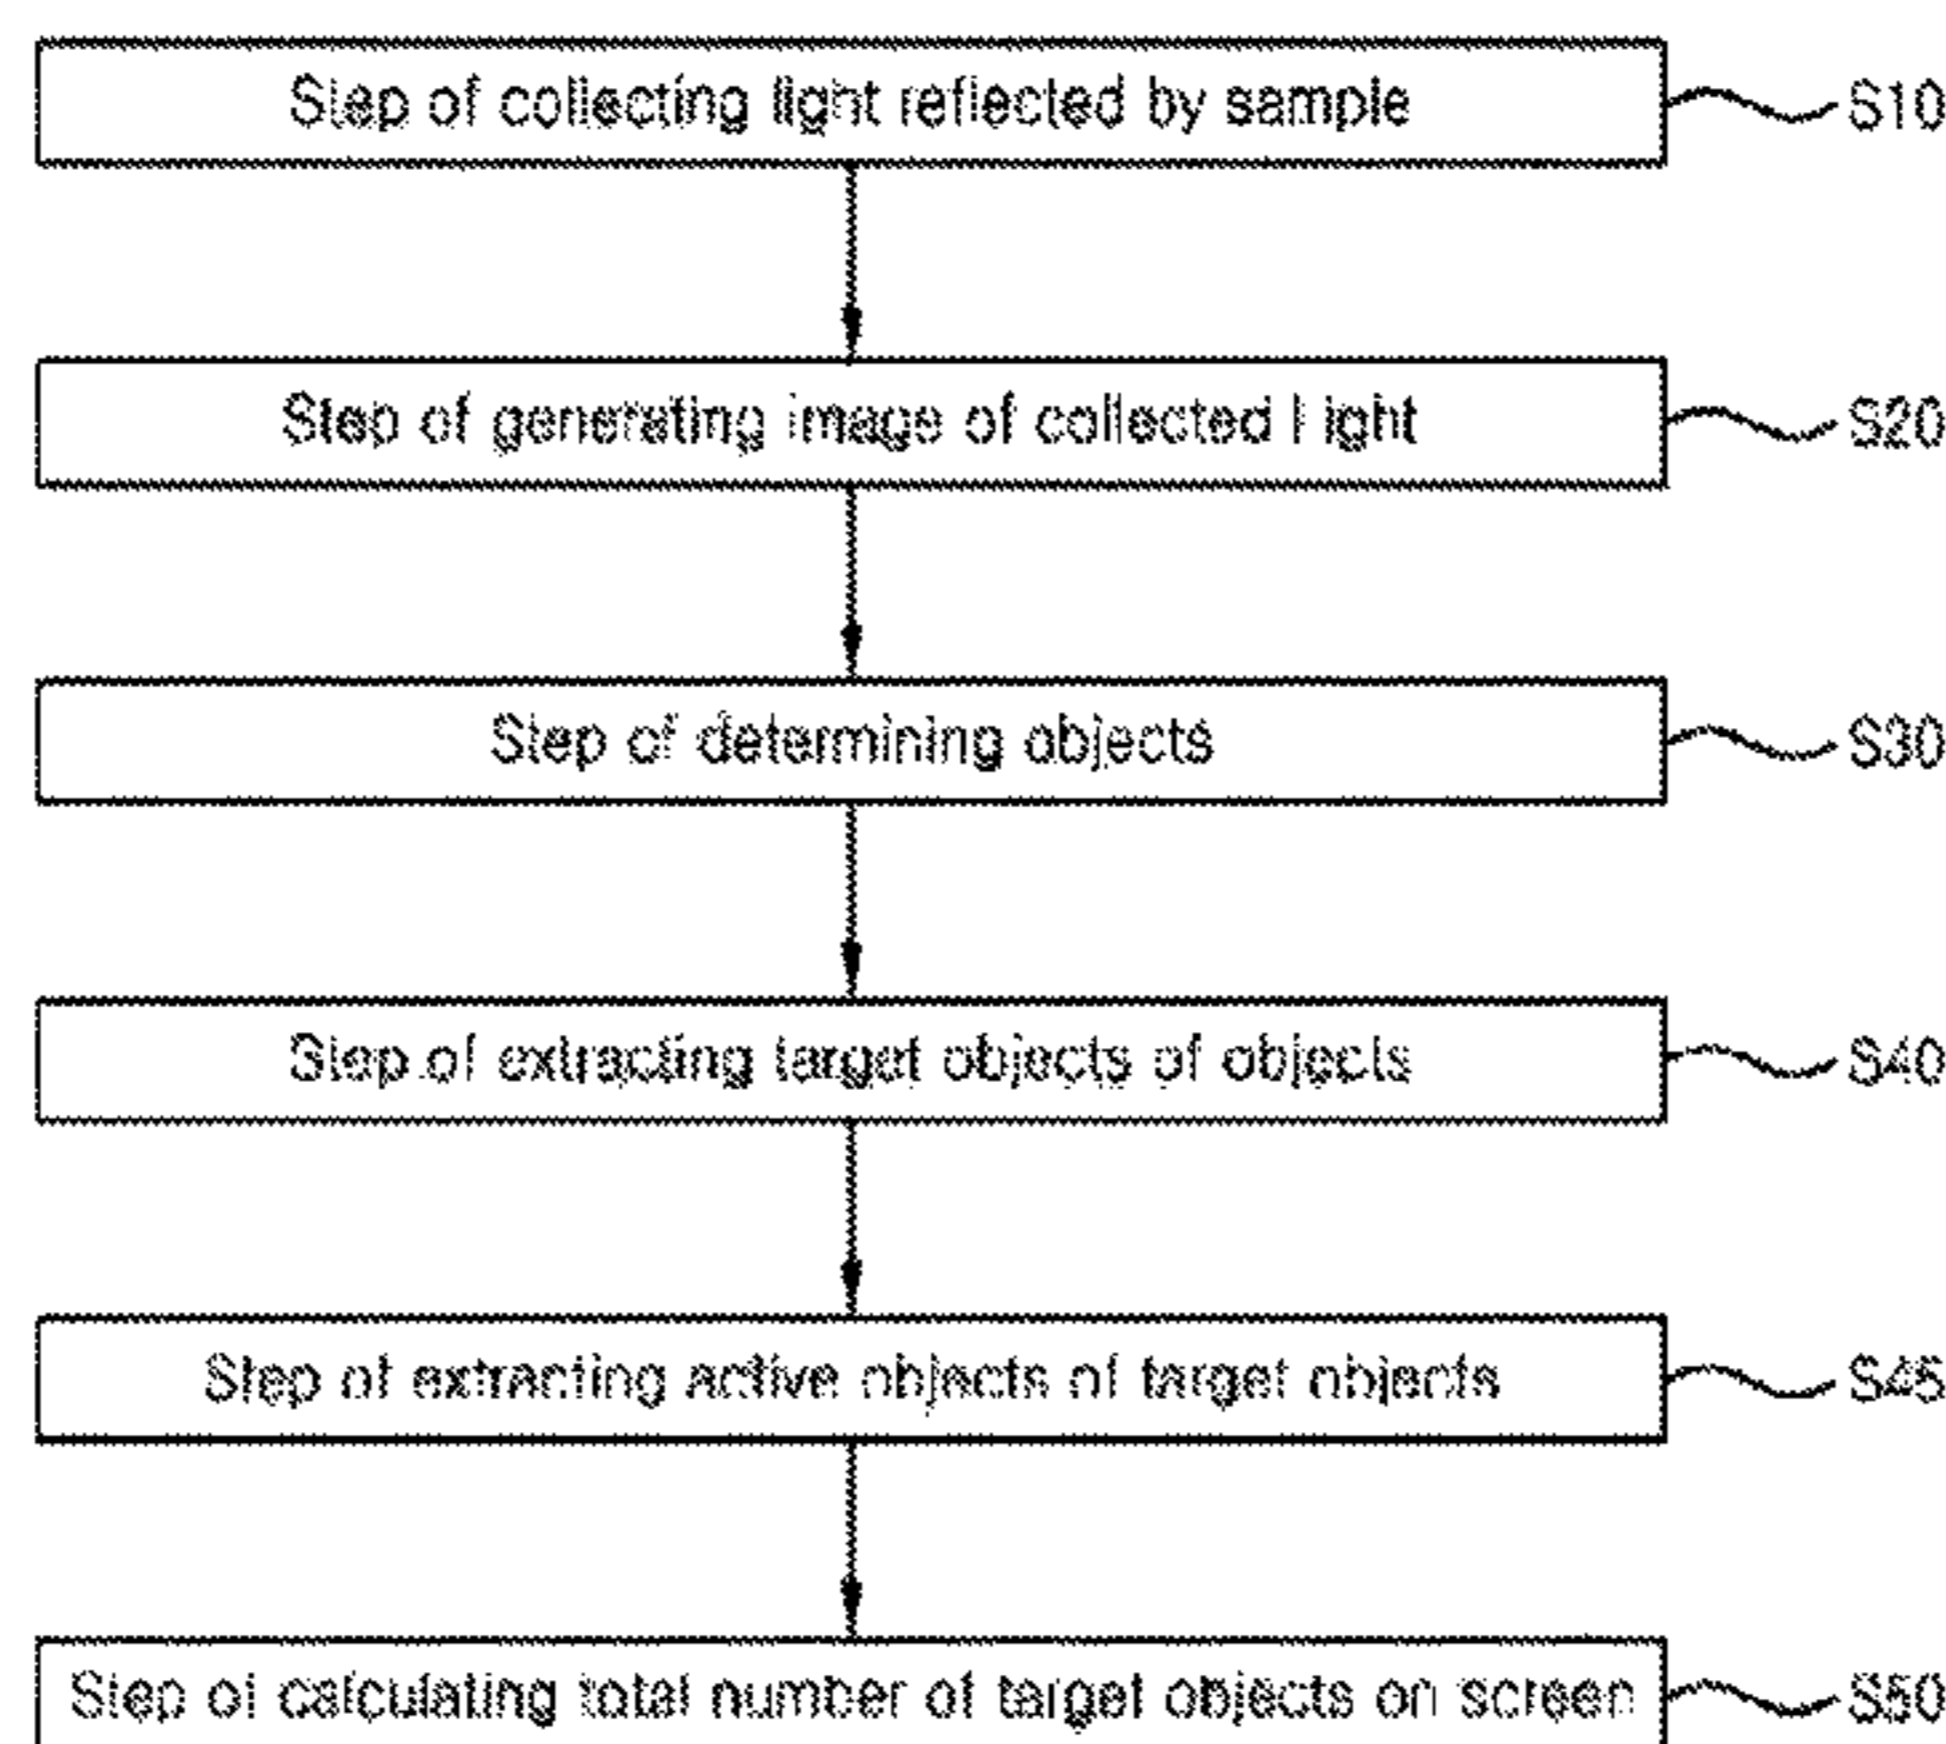 Step of collecting light reflected by sample S10
Step of generating image of collected light S20
Step of determining objects S30
Step of extracting target objects of objects S40
Step of extracting active objects of target objects S45
Step of calculating total number of target objects on screen S50